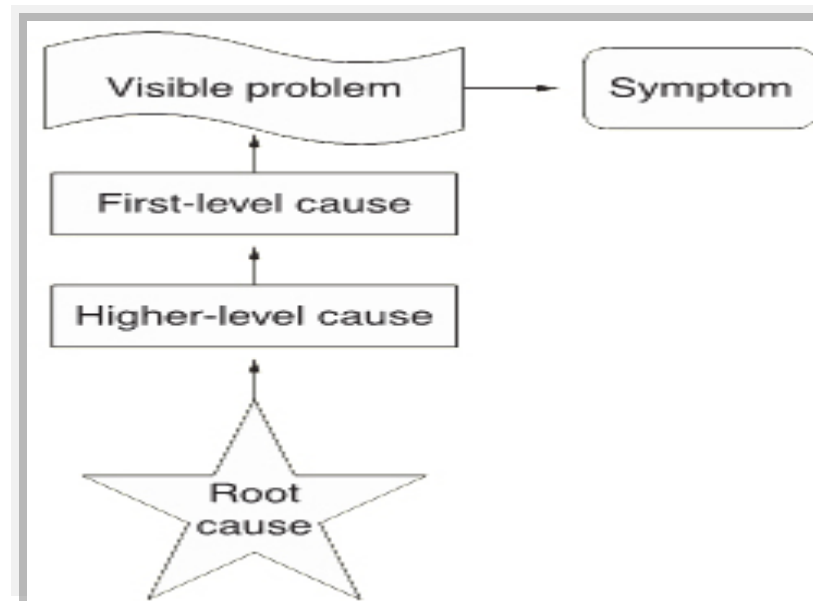 Visible problem
Symptom
First-level cause
Higher-level cause
Root
cause